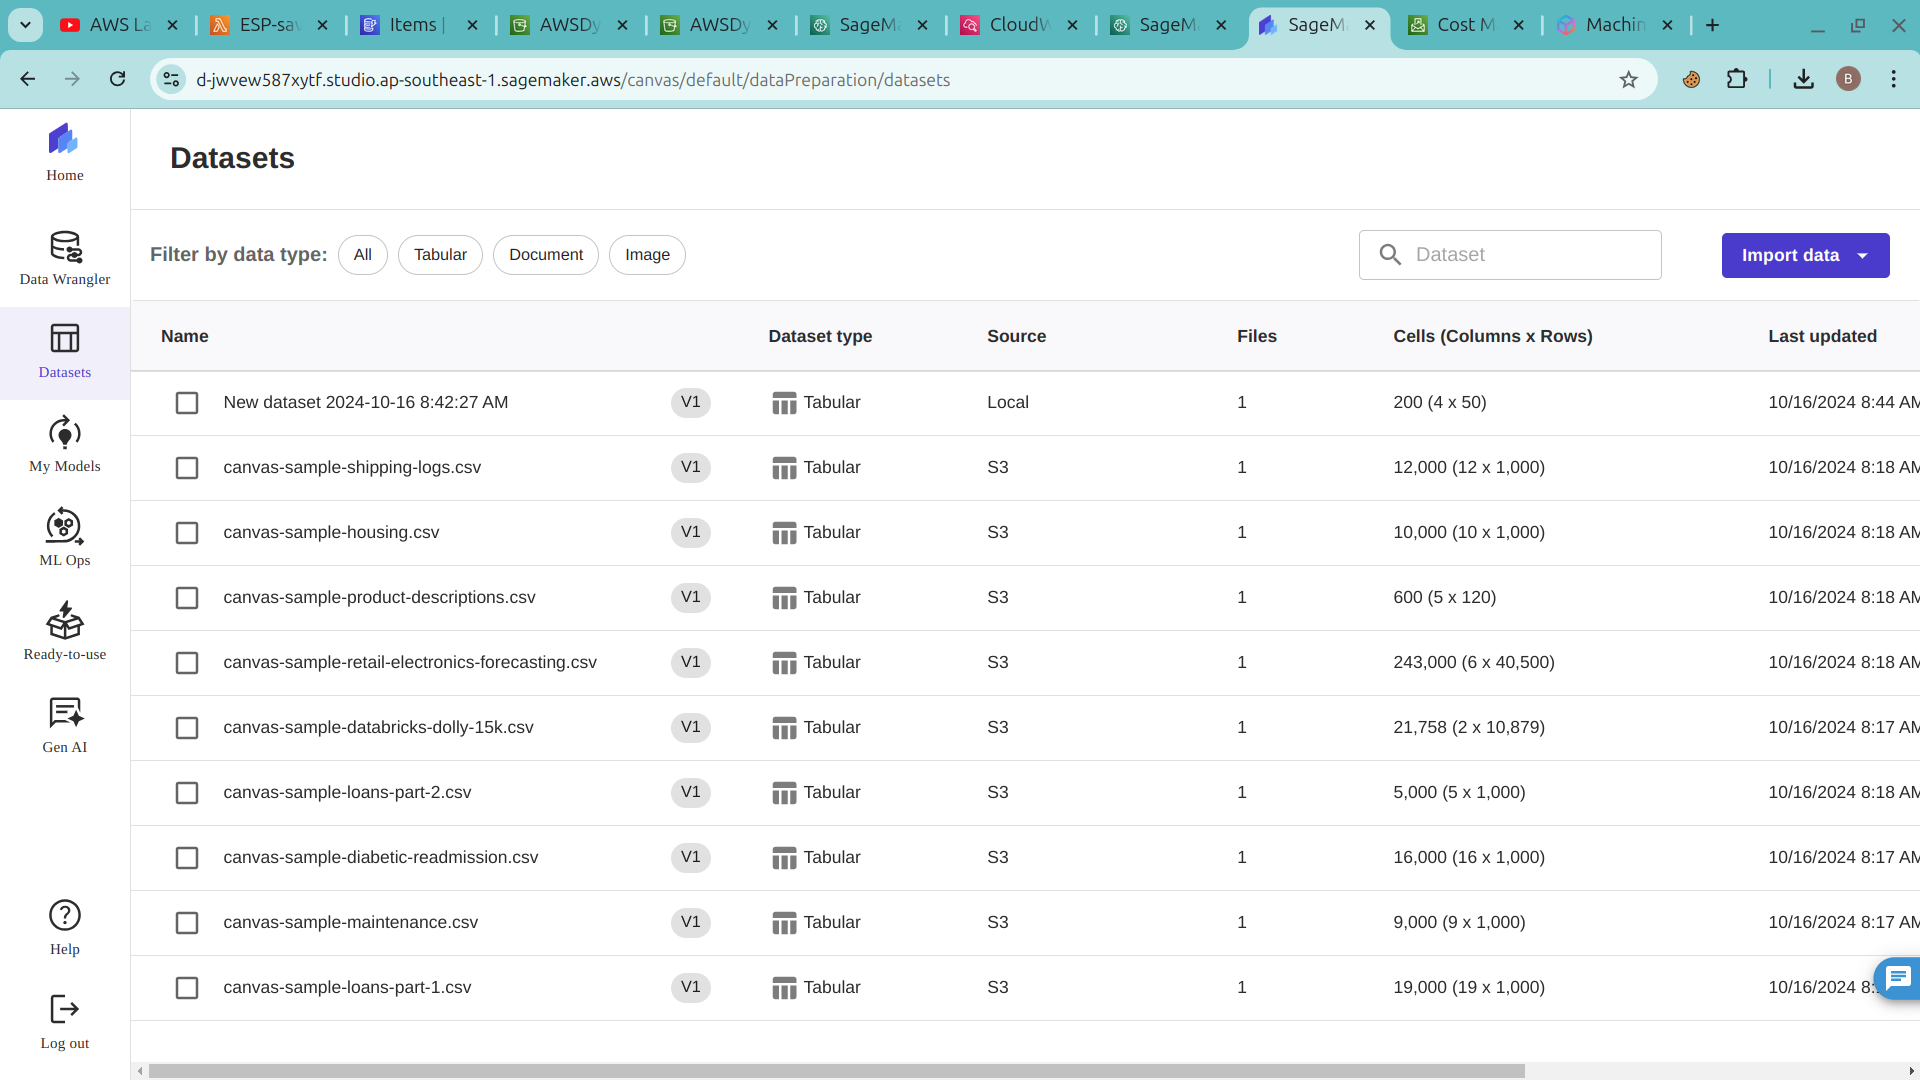 AWS La
ESP-sav
Items |
AWSDy
AWSDy
SageMa
CloudW
SageMa
SageMa
Cost M
Machin
d-jwvew587xytf.studio.ap-southeast-1.sagemaker.aws/canvas/default/dataPreparation/datasets
B
Home
Data Wrangler
Datasets
My Models
ML Ops
Ready-to-use
Gen AI
Help
Log out
Datasets
Filter by data type: All Tabular Document Image
Dataset
Import data
Name Dataset type Source Files Cells (Columns x Rows) Last updated
New dataset 2024-10-16 8:42:27 AM V1 Tabular Local 1 200 (4 x 50) 10/16/2024 8:44 AM
canvas-sample-shipping-logs.csv V1 Tabular S3 1 12,000 (12 x 1,000) 10/16/2024 8:18 AM
canvas-sample-housing.csv V1 Tabular S3 1 10,000 (10 x 1,000) 10/16/2024 8:18 AM
canvas-sample-product-descriptions.csv V1 Tabular S3 1 600 (5 x 120) 10/16/2024 8:18 AM
canvas-sample-retail-electronics-forecasting.csv V1 Tabular S3 1 243,000 (6 x 40,500) 10/16/2024 8:18 AM
canvas-sample-databricks-dolly-15k.csv V1 Tabular S3 1 21,758 (2 x 10,879) 10/16/2024 8:17 AM
canvas-sample-loans-part-2.csv V1 Tabular S3 1 5,000 (5 x 1,000) 10/16/2024 8:18 AM
canvas-sample-diabetic-readmission.csv V1 Tabular S3 1 16,000 (16 x 1,000) 10/16/2024 8:17 AM
canvas-sample-maintenance.csv V1 Tabular S3 1 9,000 (9 x 1,000) 10/16/2024 8:17 AM
canvas-sample-loans-part-1.csv V1 Tabular S3 1 19,000 (19 x 1,000) 10/16/2024